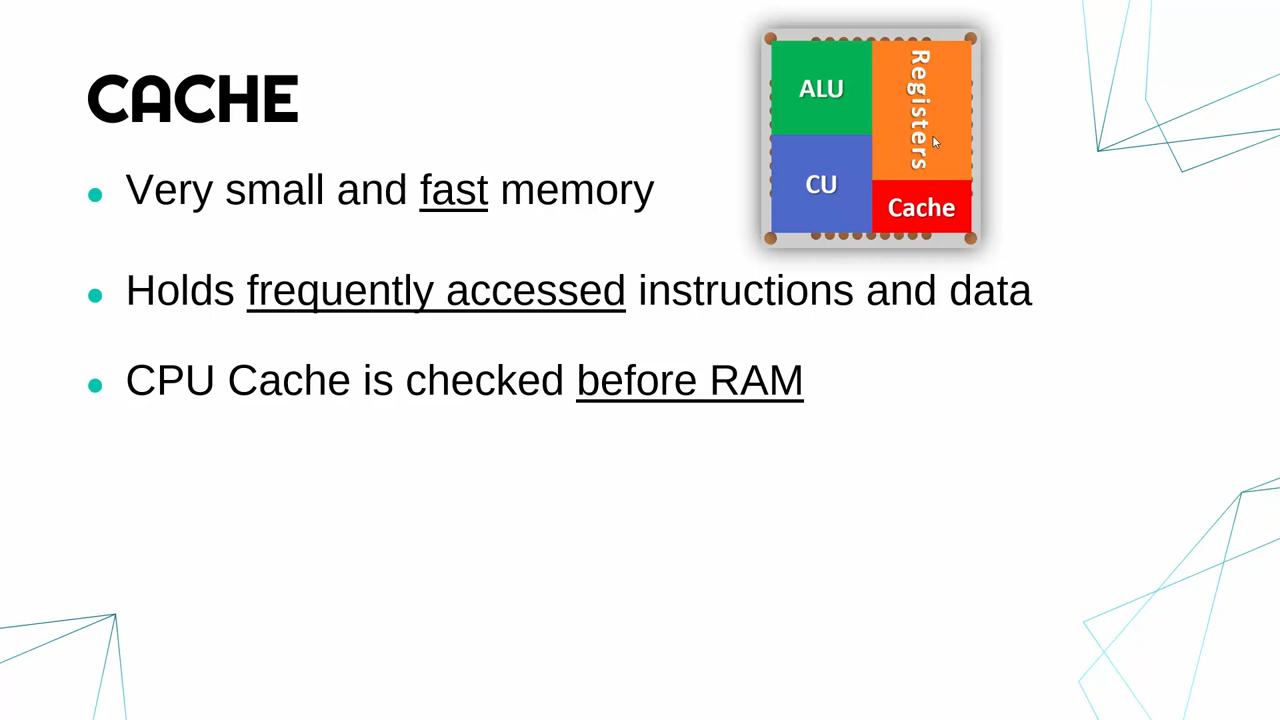 CACHE
Very small and fast memory
Holds frequently accessed instructions and data
CPU Cache is checked before RAM
ALU
Registers
CU
Cache